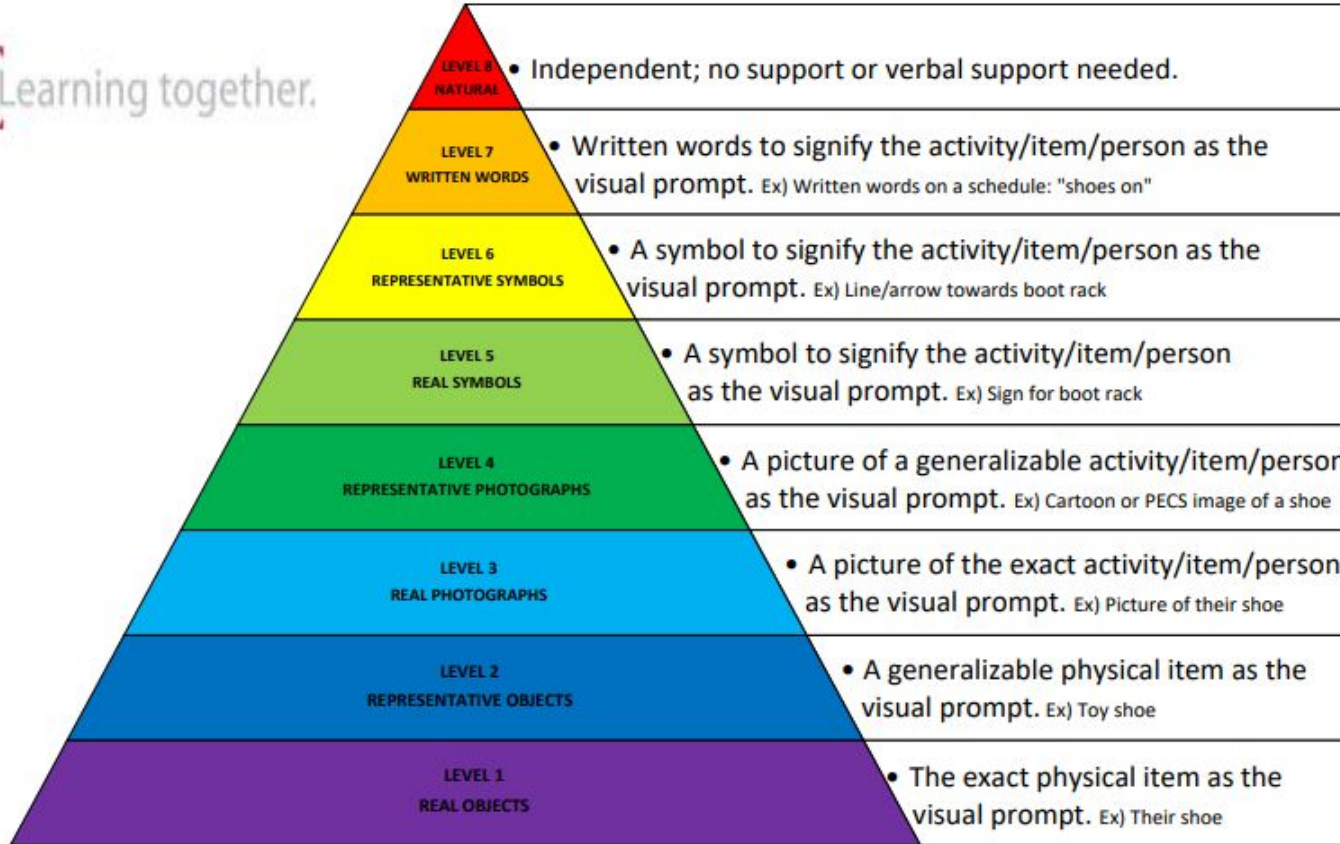 Learning together.
LEVEL 8
NATURAL
• Independent; no support or verbal support needed.
LEVEL 7
WRITTEN WORDS
• Written words to signify the activity/item/person as the
visual prompt. Ex) Written words on a schedule: "shoes on"
LEVEL 6
REPRESENTATIVE SYMBOLS
• A symbol to signify the activity/item/person as the
visual prompt. Ex) Line/arrow towards boot rack
LEVEL 5
REAL SYMBOLS
• A symbol to signify the activity/item/person
as the visual prompt. Ex) Sign for boot rack
LEVEL 4
REPRESENTATIVE PHOTOGRAPHS
• A picture of a generalizable activity/item/person
as the visual prompt. Ex) Cartoon or PECS image of a shoe
LEVEL 3
REAL PHOTOGRAPHS
• A picture of the exact activity/item/person
as the visual prompt. Ex) Picture of their shoe
LEVEL 2
REPRESENTATIVE OBJECTS
• A generalizable physical item as the
visual prompt. Ex) Toy shoe
LEVEL 1
REAL OBJECTS
• The exact physical item as the
visual prompt. Ex) Their shoe